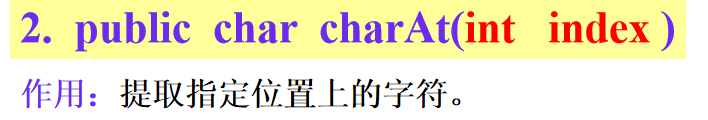 2. public char charAt(int index )
作用：提取指定位置上的字符。